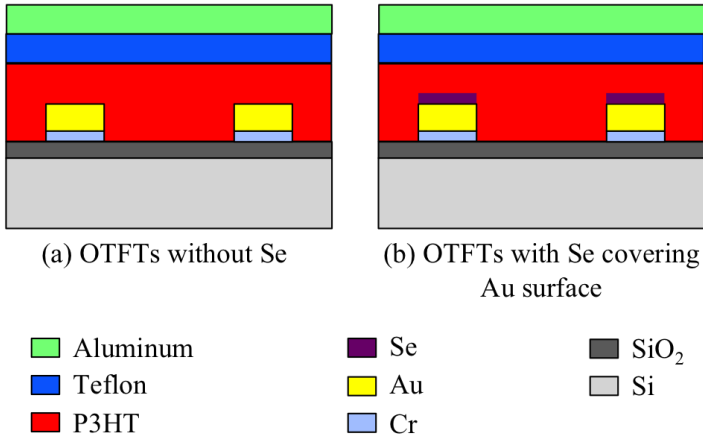 (a) OTFTs without Se
(b) OTFTs with Se covering
Au surface
Aluminum
Teflon
P3HT
Se
Au
Cr
SiO₂
Si